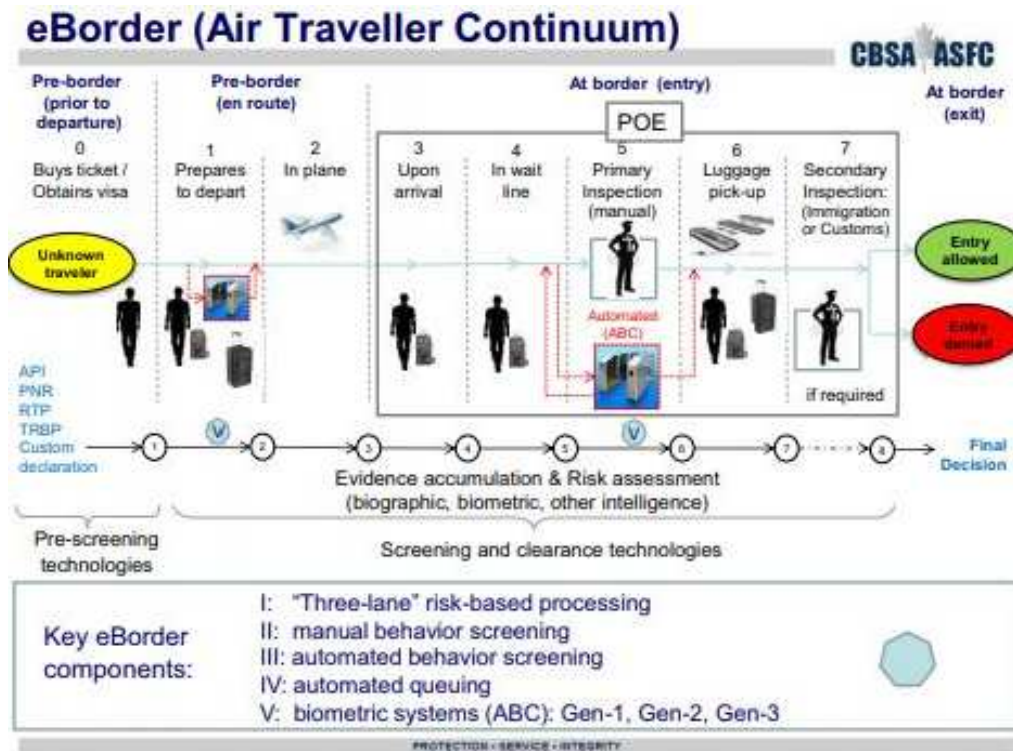 eBorder (Air Traveller Continuum)
CBSA ASFC
Pre-border
(prior to
departure)
Pre-border
(en route)
At border (entry)
At border
(exit)
POE
0
Buys ticket /
Obtains visa
1
Prepares
to depart
2
In plane
3
Upon
arrival
4
In wait
line
5
Primary
Inspection
(manual)
6
Luggage
pick-up
7
Secondary
Inspection:
(Immigration
or Customs)
Unknown
traveler
Entry
allowed
Automated
(ABC)
Entry
denied
if required
API
PNR
RTP
TRBP
Custom
declaration
1
V
2
3
4
5
V
6
7
8
Final
Decision
Evidence accumulation & Risk assessment
(biographic, biometric, other intelligence)
Pre-screening
technologies
Screening and clearance technologies
Key eBorder
components:
I: "Three-lane" risk-based processing
II: manual behavior screening
III: automated behavior screening
IV: automated queuing
V: biometric systems (ABC): Gen-1, Gen-2, Gen-3
PROTECTION • SERVICE • INTEGRITY